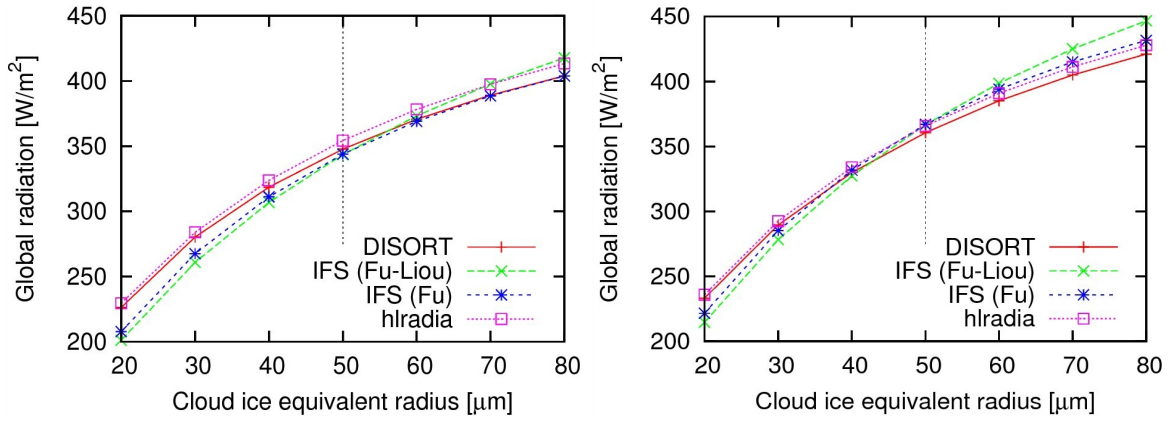 450
400
350
300
250
200
Global radiation [W/m²]
DISORT
IFS (Fu-Liou)
IFS (Fu)
hlradia
20 30 40 50 60 70 80
Cloud ice equivalent radius [μm]
450
400
350
300
250
200
Global radiation [W/m²]
DISORT
IFS (Fu-Liou)
IFS (Fu)
hlradia
20 30 40 50 60 70 80
Cloud ice equivalent radius [μm]